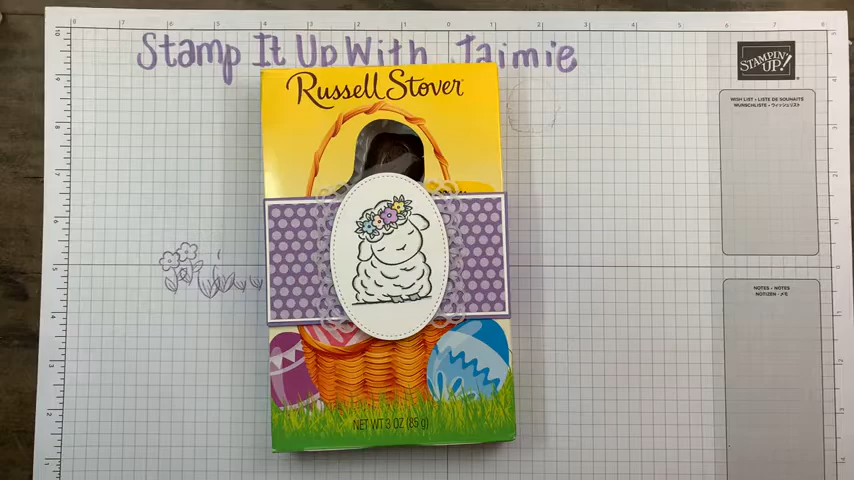 Stamp It Up With Jaimie
STAMPIN' UP!
Russell Stover
WISH LIST • LISTE DE SOUHAITE
WUNSCHLISTE • ウィッシュリスト
NOTES • NOTES
NOTIZEN • メモ
NET WT 3 OZ (85 g)